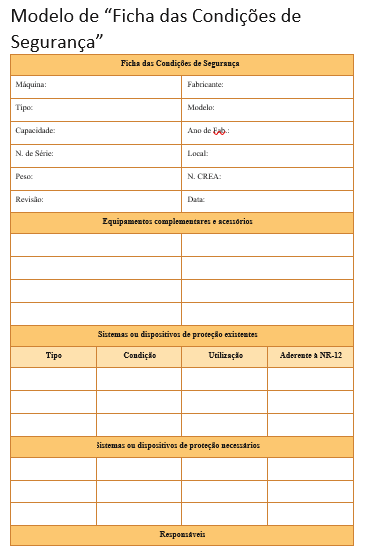 Modelo de “Ficha das Condições de
Segurança”
Ficha das Condições de Segurança
Máquina: Fabricante:
Tipo: Modelo:
Capacidade: Ano de Fab.:
N. de Série: Local:
Peso: N. CREA:
Revisão: Data:
Equipamentos complementares e acessórios
Sistemas ou dispositivos de proteção existentes
Tipo Condição Utilização Aderente à NR-12
Sistemas ou dispositivos de proteção necessários
Responsáveis